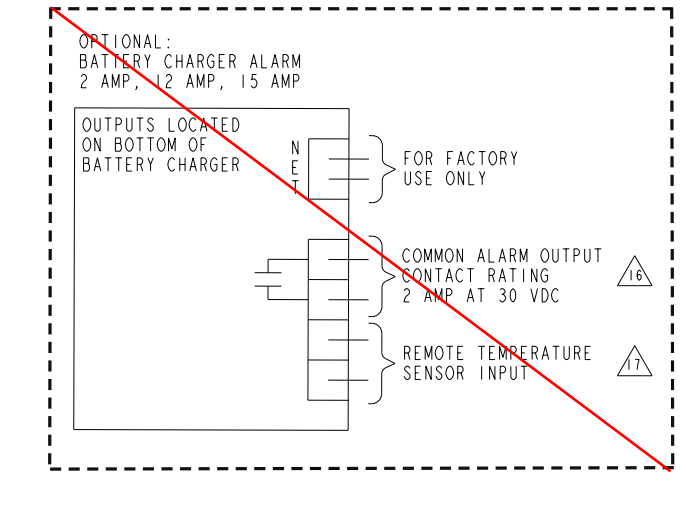 OPTIONAL:
BATTERY CHARGER ALARM
2 AMP, 12 AMP, 15 AMP
OUTPUTS LOCATED
ON BOTTOM OF
BATTERY CHARGER
NET
FOR FACTORY
USE ONLY
COMMON ALARM OUTPUT
CONTACT RATING
2 AMP AT 30 VDC
16
REMOTE TEMPERATURE
SENSOR INPUT
17